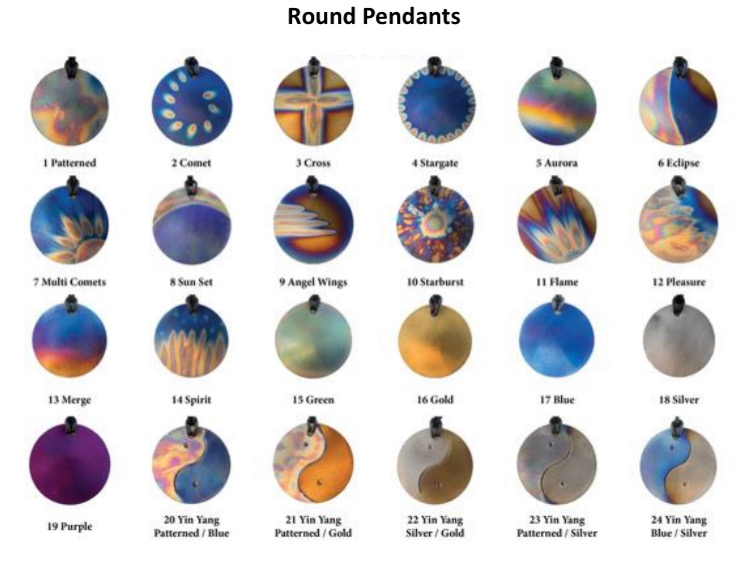 Round Pendants
1 Patterned
2 Comet
3 Cross
4 Stargate
5 Aurora
6 Eclipse
7 Multi Comets
8 Sun Set
9 Angel Wings
10 Starburst
11 Flame
12 Pleasure
13 Merge
14 Spirit
15 Green
16 Gold
17 Blue
18 Silver
19 Purple
20 Yin Yang
Patterned / Blue
21 Yin Yang
Patterned / Gold
22 Yin Yang
Silver / Gold
23 Yin Yang
Patterned / Silver
24 Yin Yang
Blue / Silver